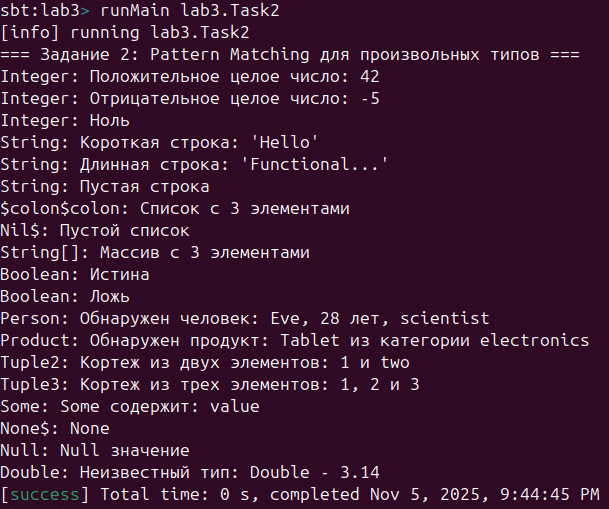 sbt:lab3> runMain lab3.Task2
[info] running lab3.Task2
=== Задание 2: Pattern Matching для произвольных типов ===
Integer: Положительное целое число: 42
Integer: Отрицательное целое число: -5
Integer: Ноль
String: Короткая строка: 'Hello'
String: Длинная строка: 'Functional...'
String: Пустая строка
$colon$colon: Список с 3 элементами
Nil$: Пустой список
String[]: Массив с 3 элементами
Boolean: Истина
Boolean: Ложь
Person: Обнаружен человек: Eve, 28 лет, scientist
Product: Обнаружен продукт: Tablet из категории electronics
Tuple2: Кортеж из двух элементов: 1 и two
Tuple3: Кортеж из трех элементов: 1, 2 и 3
Some: Some содержит: value
None$: None
Null: Null значение
Double: Неизвестный тип: Double - 3.14
[success] Total time: 0 s, completed Nov 5, 2025, 9:44:45 PM